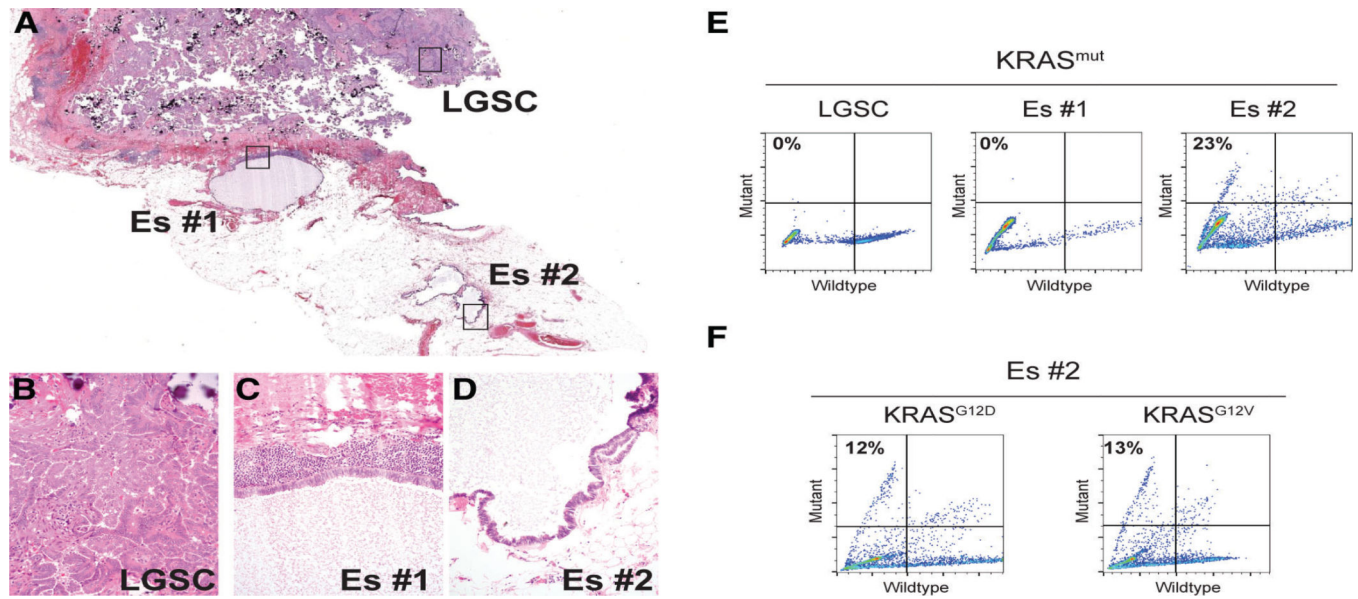 A
LGSC
Es #1
Es #2
B
LGSC
C
Es #1
D
Es #2
E
KRASmut
LGSC
Es #1
Es #2
0%
0%
23%
Mutant
Mutant
Mutant
Wildtype
Wildtype
Wildtype
F
Es #2
KRASG12D
KRASG12V
12%
13%
Mutant
Mutant
Wildtype
Wildtype